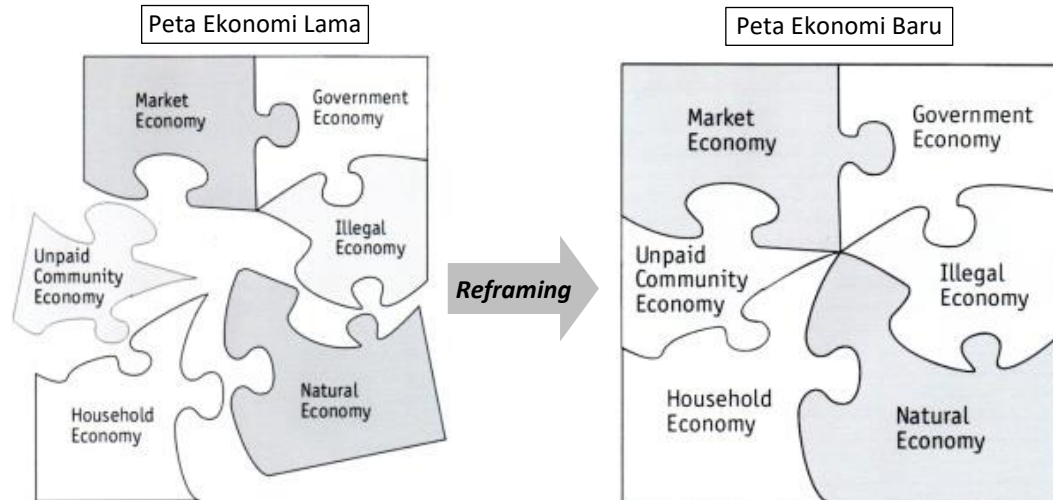 Peta Ekonomi Lama
Market
Economy
Government
Economy
Illegal
Economy
Unpaid
Community
Economy
Household
Economy
Natural
Economy
Reframing
Peta Ekonomi Baru
Market
Economy
Government
Economy
Unpaid
Community
Economy
Illegal
Economy
Household
Economy
Natural
Economy